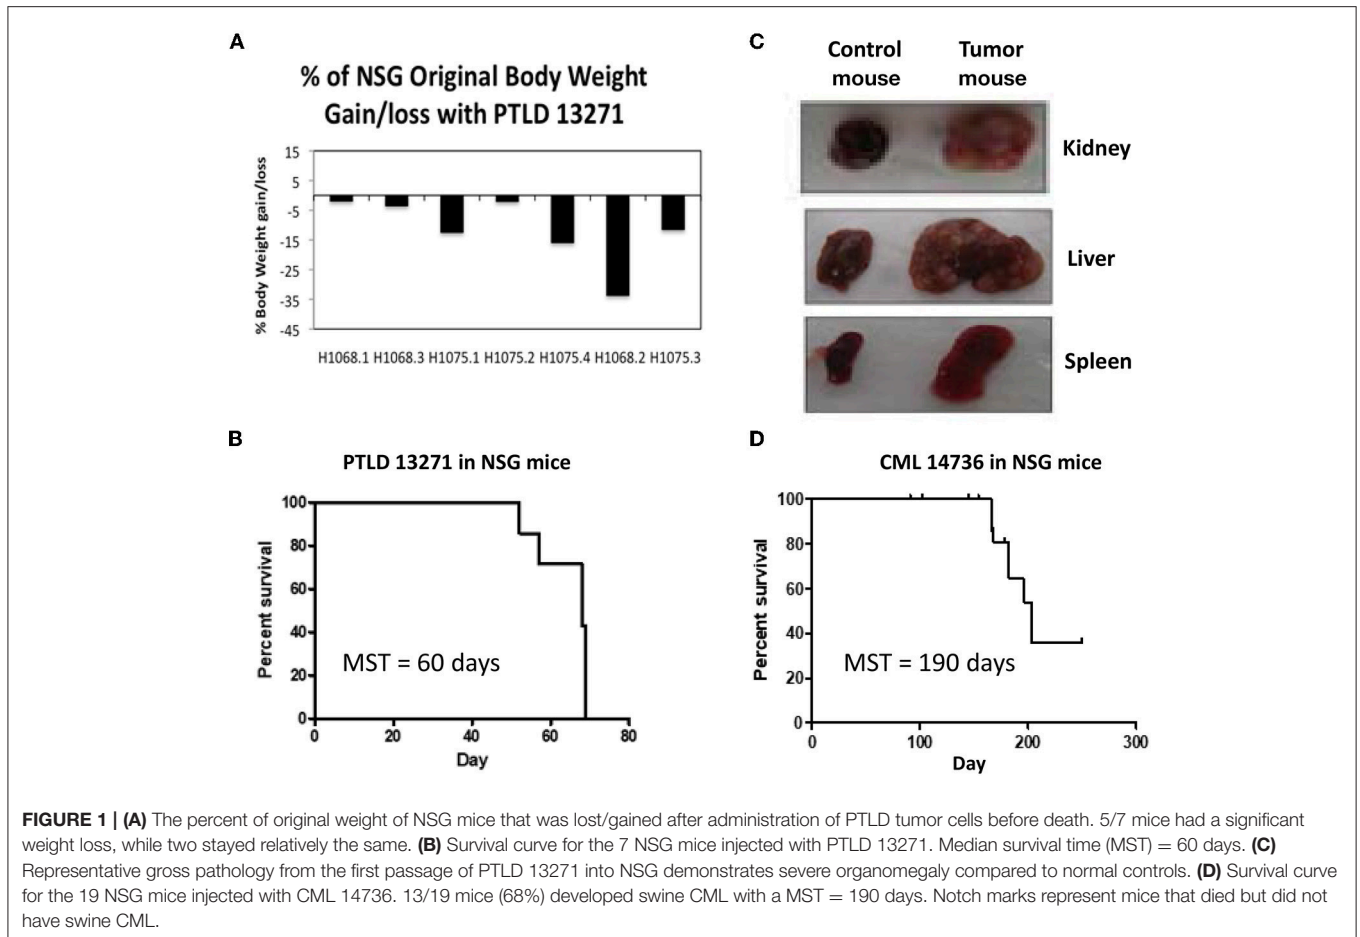 A
% of NSG Original Body Weight
Gain/loss with PTLD 13271
% Body Weight gain/loss
15
5
-5
-15
-25
-35
-45
H1068.1 H1068.3 H1075.1 H1075.2 H1075.4 H1068.2 H1075.3
C
Control mouse
Tumor mouse
Kidney
Liver
Spleen
B
PTLD 13271 in NSG mice
Percent survival
100
80
60
40
20
0
MST = 60 days
0 20 40 60 80
Day
D
CML 14736 in NSG mice
Percent survival
100
80
60
40
20
0
MST = 190 days
0 100 200 300
Day
FIGURE 1 | (A) The percent of original weight of NSG mice that was lost/gained after administration of PTLD tumor cells before death. 5/7 mice had a significant
weight loss, while two stayed relatively the same. (B) Survival curve for the 7 NSG mice injected with PTLD 13271. Median survival time (MST) = 60 days. (C)
Representative gross pathology from the first passage of PTLD 13271 into NSG demonstrates severe organomegaly compared to normal controls. (D) Survival curve
for the 19 NSG mice injected with CML 14736. 13/19 mice (68%) developed swine CML with a MST = 190 days. Notch marks represent mice that died but did not
have swine CML.